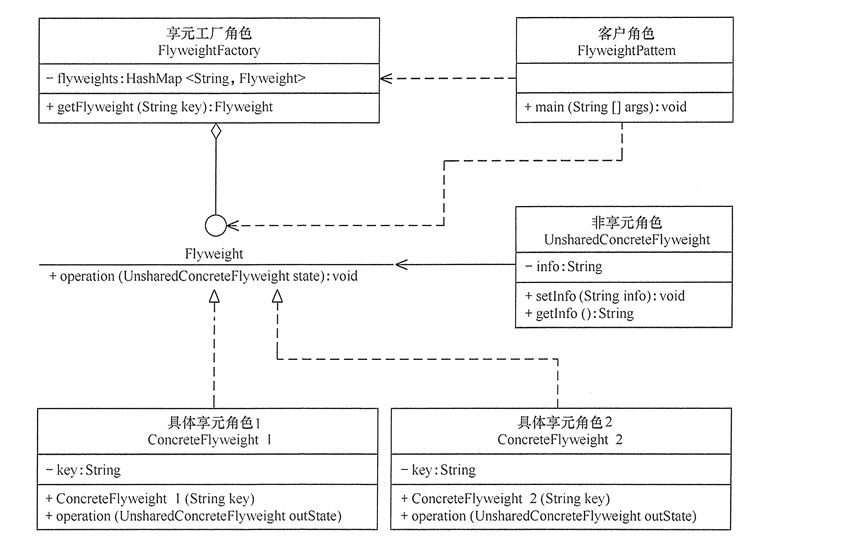 享元工厂角色
FlyweightFactory
- flyweights:HashMap <String, Flyweight>
+ getFlyweight (String key):Flyweight
客户角色
FlyweightPattem
+ main (String [] args):void
Flyweight
+ operation (UnsharedConcreteFlyweight state):void
非享元角色
UnsharedConcreteFlyweight
- info:String
+ setInfo (String info):void
+ getInfo ():String
具体享元角色1
ConcreteFlyweight 1
- key:String
+ ConcreteFlyweight 1 (String key)
+ operation (UnsharedConcreteFlyweight outState)
具体享元角色2
ConcreteFlyweight 2
- key:String
+ ConcreteFlyweight 2 (String key)
+ operation (UnsharedConcreteFlyweight outState)